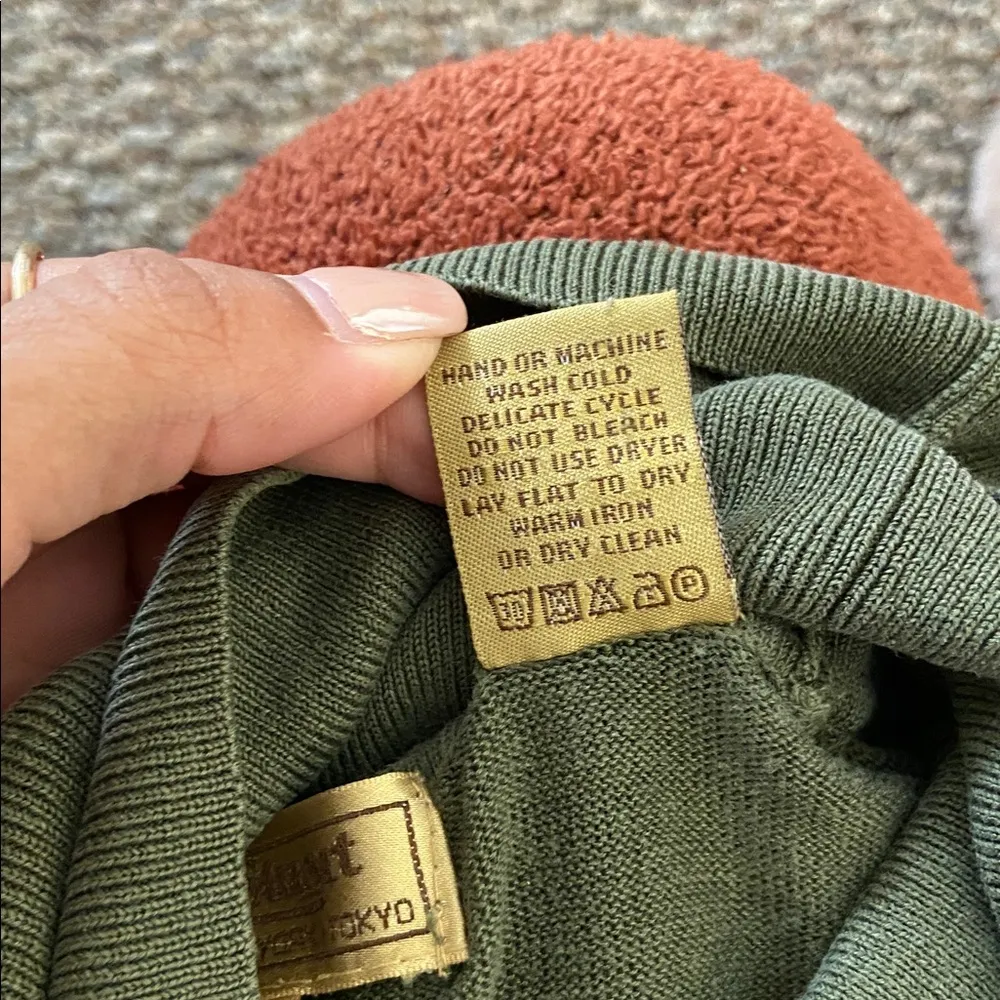 HAND OR MACHINE
WASH COLD
DELICATE CYCLE
DO NOT BLEACH
DO NOT USE DRYER
LAY FLAT TO DRY
WARM IRON
OR DRY CLEAN
30 P
TOKYO